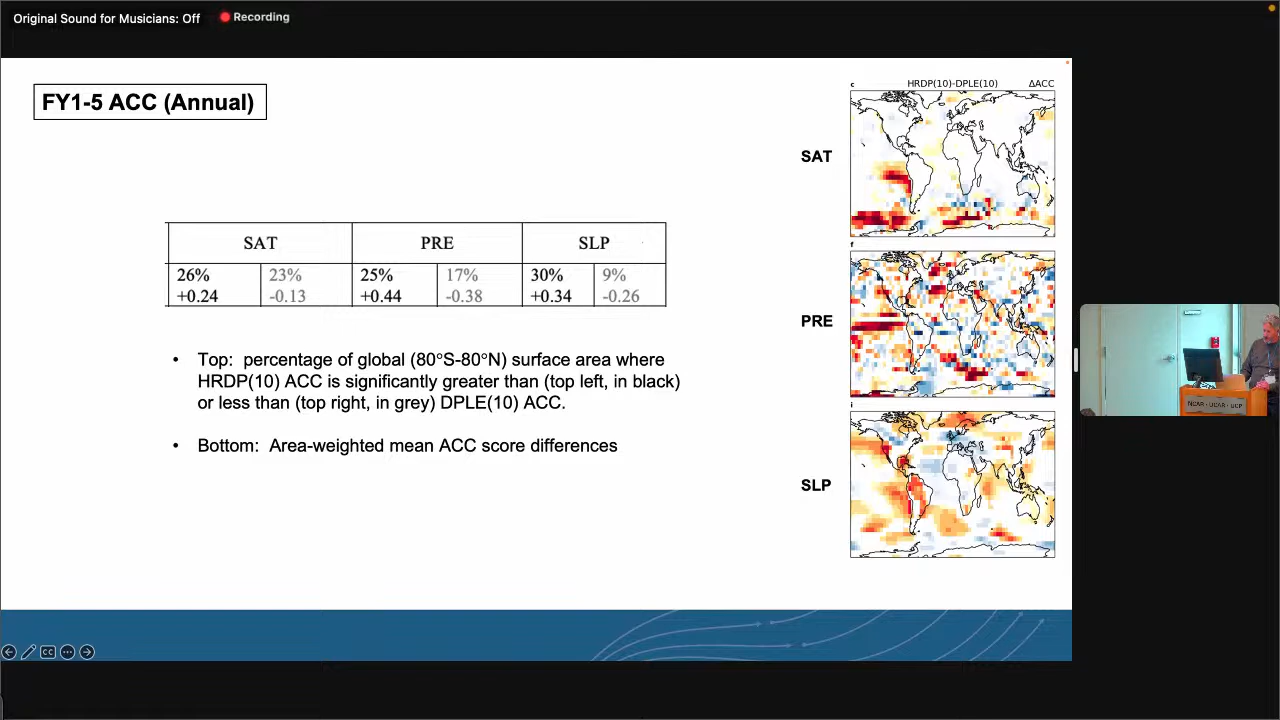 Original Sound for Musicians: Off
Recording
FY1-5 ACC (Annual)
SAT PRE SLP
26% 23% 25% 17% 30% 9%
+0.24 -0.13 +0.44 -0.38 +0.34 -0.26
• Top: percentage of global (80°S-80°N) surface area where
HRDP(10) ACC is significantly greater than (top left, in black)
or less than (top right, in grey) DPLE(10) ACC.
• Bottom: Area-weighted mean ACC score differences
c HRDP(10)-DPLE(10) ΔACC
SAT
f
PRE
i
SLP
NCAR - UCAR - UCP
CC